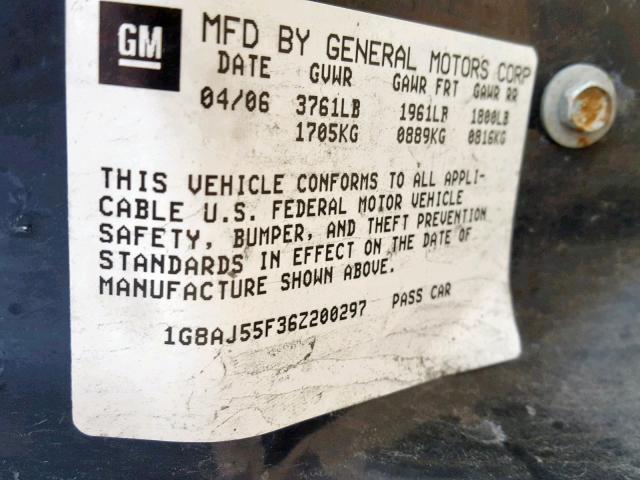 GM MFD BY GENERAL MOTORS CORP
DATE GVWR GAWR FRT GAWR RR
04/06 3761LB 1961LB 1800LB
1705KG 0889KG 0816KG
THIS VEHICLE CONFORMS TO ALL APPLI-
CABLE U.S. FEDERAL MOTOR VEHICLE
SAFETY, BUMPER, AND THEFT PREVENTION
STANDARDS IN EFFECT ON THE DATE OF
MANUFACTURE SHOWN ABOVE.
1G8AJ55F36Z200297 PASS CAR